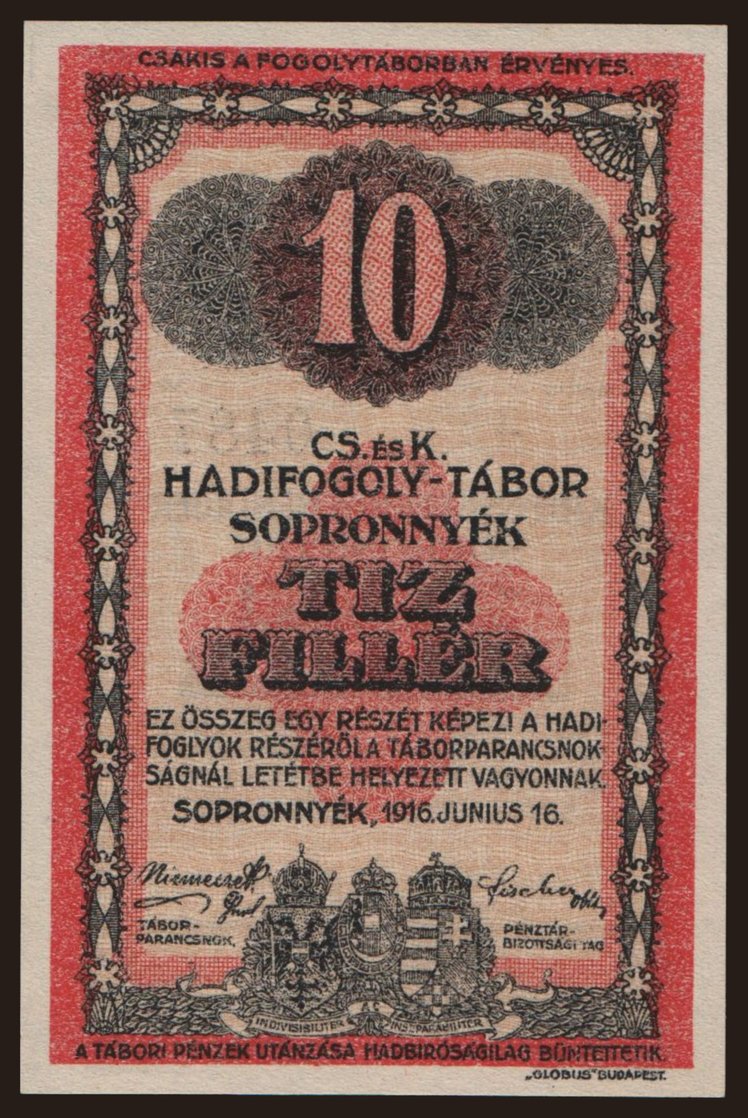 CSAKIS A FOGOLYTÁBORBAN ÉRVÉNYES.
10
CS. ÉS K.
HADIFOGOLY-TÁBOR
SOPRONNYÉK
TIZ
FILLÉR
EZ ÖSSZEG EGY RÉSZÉT KÉPEZI A HADI-
FOGLYOK RÉSZÉRŐL A TÁBORPARANCSNOK-
SÁGNÁL LETÉTBE HELYEZETT VAGYONNAK.
SOPRONNYÉK, 1916. JUNIUS 16.
Fischer
TÁBOR-
PARANCSNOK.
PÉNZTÁR-
BIZOTTSÁGI TAG
INDIVISIBILITER AC INSEPARABILITER
A TÁBORI PÉNZEK UTÁNZÁSA HADBIRÓSÁGILAG BÜNTETTETIK.
„GLOBUS" BUDAPEST.